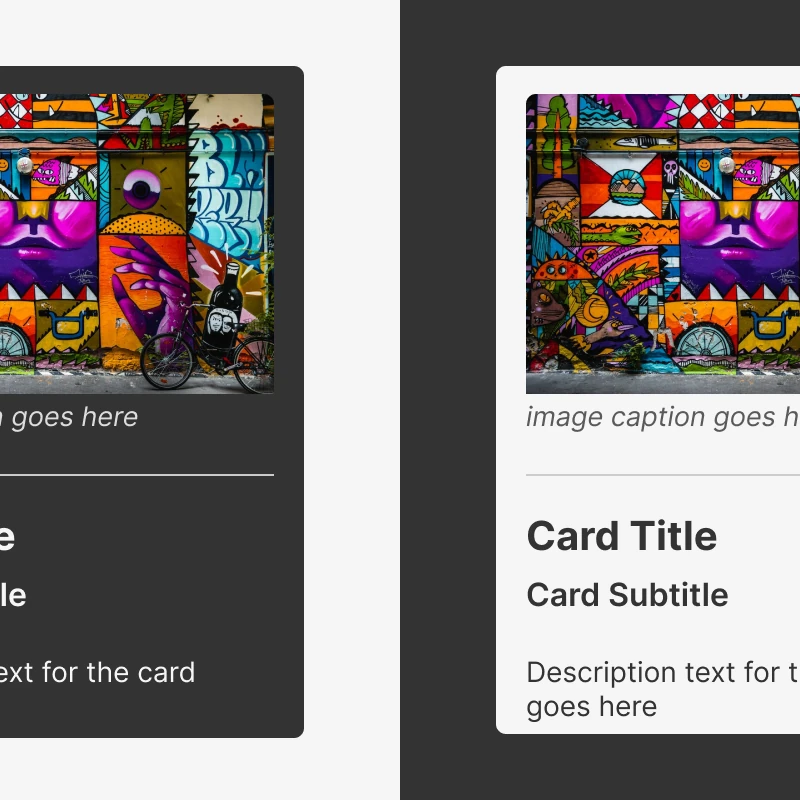 n goes here
e
le
ext for the card
image caption goes h
Card Title
Card Subtitle
Description text for t
goes here